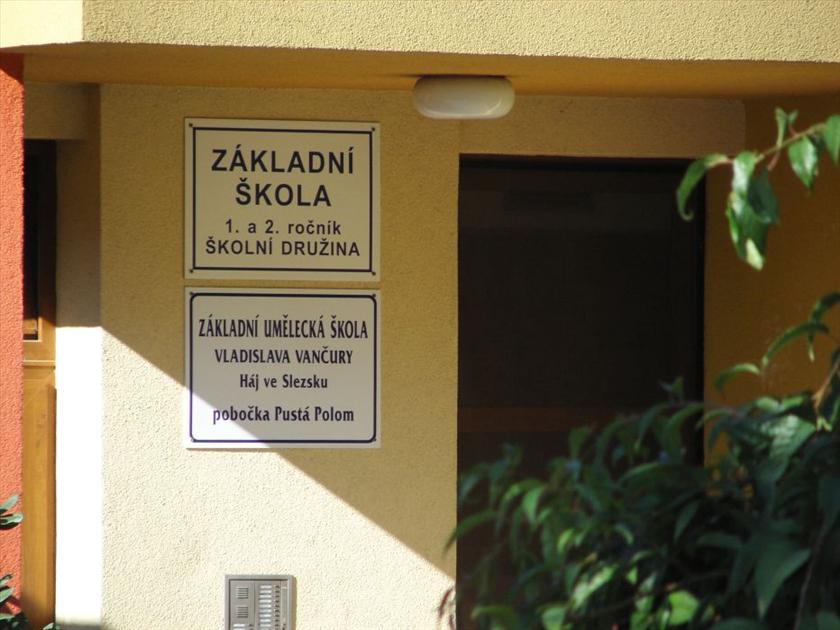 ZÁKLADNÍ
ŠKOLA
1. a 2. ročník
ŠKOLNÍ DRUŽINA
ZÁKLADNÍ UMĚLECKÁ ŠKOLA
VLADISLAVA VANČURY
Háj ve Slezsku
pobočka Pustá Polom